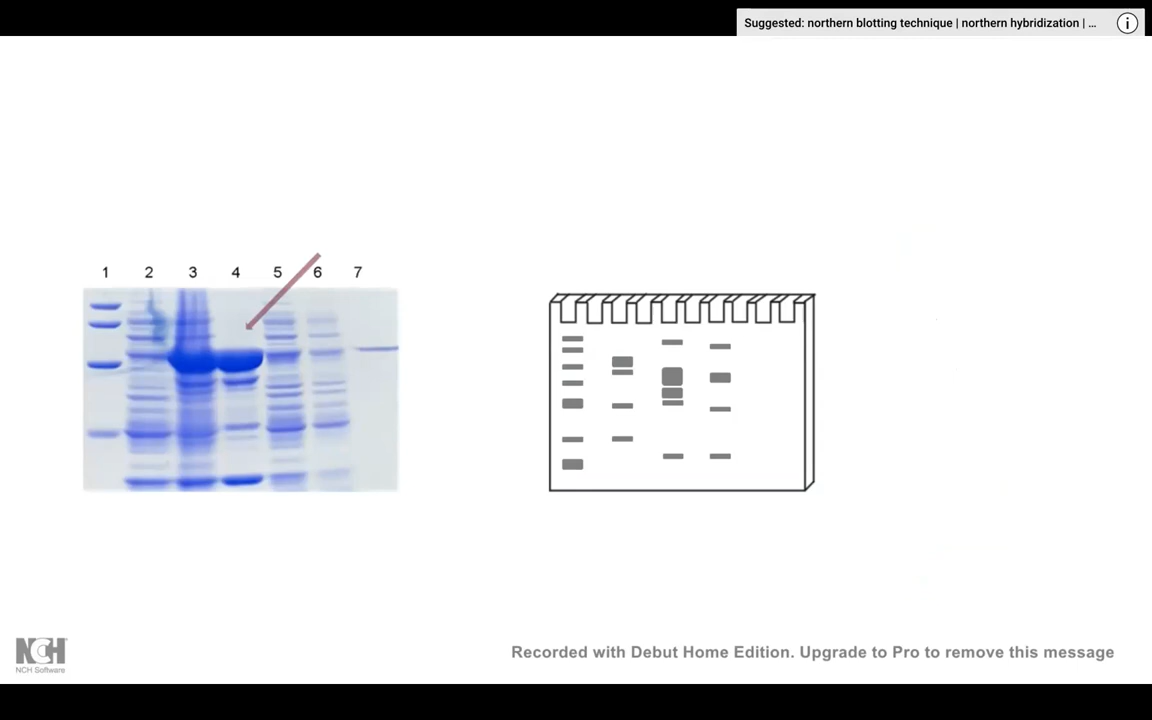 Suggested: northern blotting technique | northern hybridization | ...
1 2 3 4 5 6 7
NCH
NCH Software
Recorded with Debut Home Edition. Upgrade to Pro to remove this message